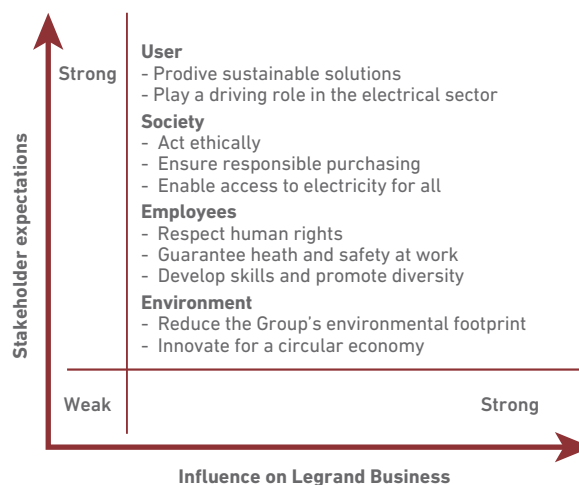 Stakeholder expectations
Strong
User
- Prodive sustainable solutions
- Play a driving role in the electrical sector
Society
- Act ethically
- Ensure responsible purchasing
- Enable access to electricity for all
Employees
- Respect human rights
- Guarantee heath and safety at work
- Develop skills and promote diversity
Environment
- Reduce the Group's environmental footprint
- Innovate for a circular economy
Weak
Strong
Influence on Legrand Business